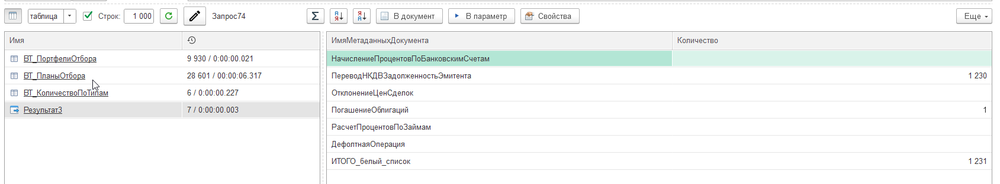 таблица Строк: 1 000 Запрос74 Σ А Я Я А В документ В параметр Свойства Еще
Имя
ВТ_ПортфелиОтбора 9 930 / 0:00:00.021
ВТ_ПланыОтбора 28 601 / 00:00:06.317
ВТ_КоличествоПоТипам 6 / 0:00:00.227
Результат3 7 / 0:00:00.003
ИмяМетаданныхДокумента Количество
НачислениеПроцентовПоБанковскимСчетам
ПереводНКДВЗадолженностьЭмитента 1 230
ОтклонениеЦенСделок
ПогашениеОблигаций 1
РасчетПроцентовПоЗаймам
ДефолтнаяОперация
ИТОГО_белый_список 1 231